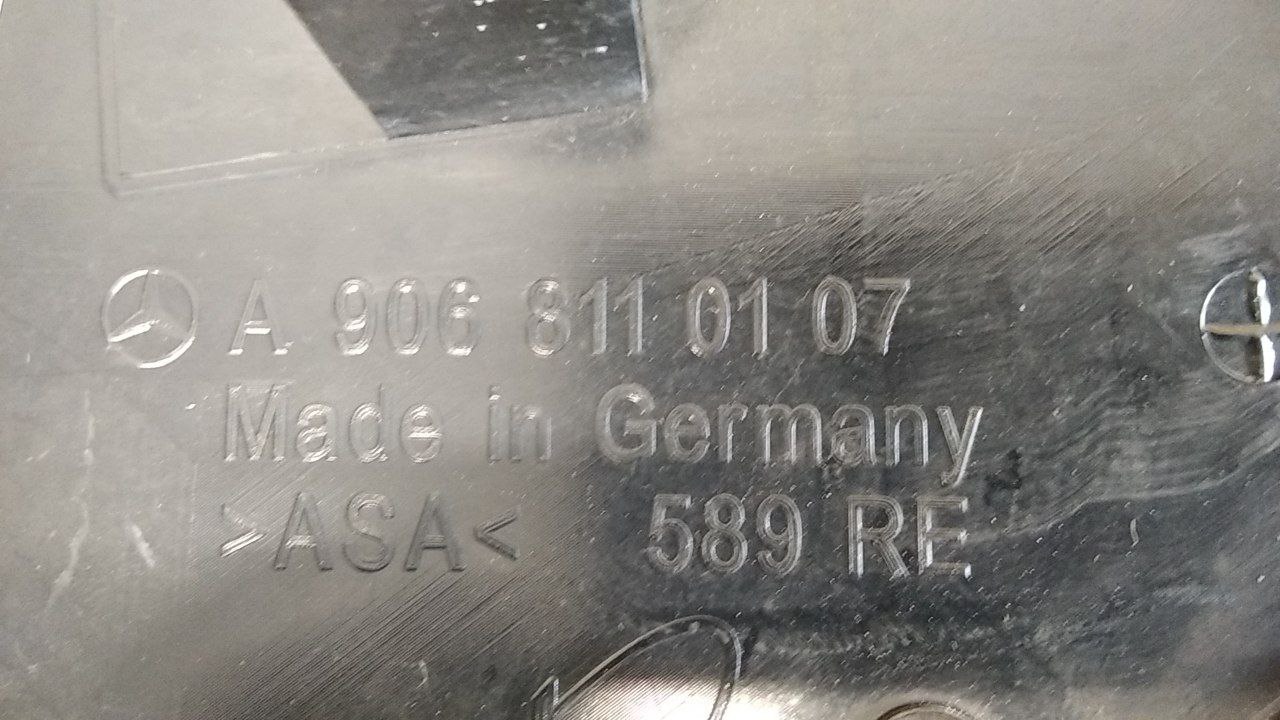 A 906 811 01 07
Made in Germany
>ASA< 589 RE